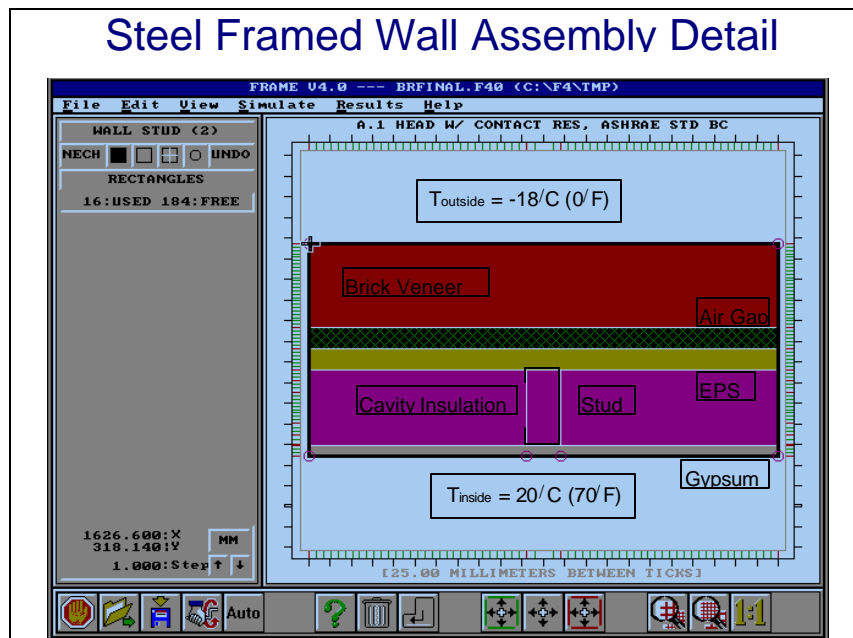 Steel Framed Wall Assembly Detail
FRAME V4.0 --- BRFINAL.F40 (C:\F4\TMP)
File Edit View Simulate Results Help
WALL STUD (2)
NECH UNDO
RECTANGLES
16:USED 184:FREE
A.1 HEAD W/ CONTACT RES, ASHRAE STD BC
Toutside = -18/C (0/F)
Brick Veneer
Air Gap
EPS
Cavity Insulation
Stud
Gypsum
Tinside = 20/C (70/F)
1626.600:X
318.140:Y
MM
1.000:Step
[25.00 MILLIMETERS BETWEEN TICKS]
Auto
?
1:1